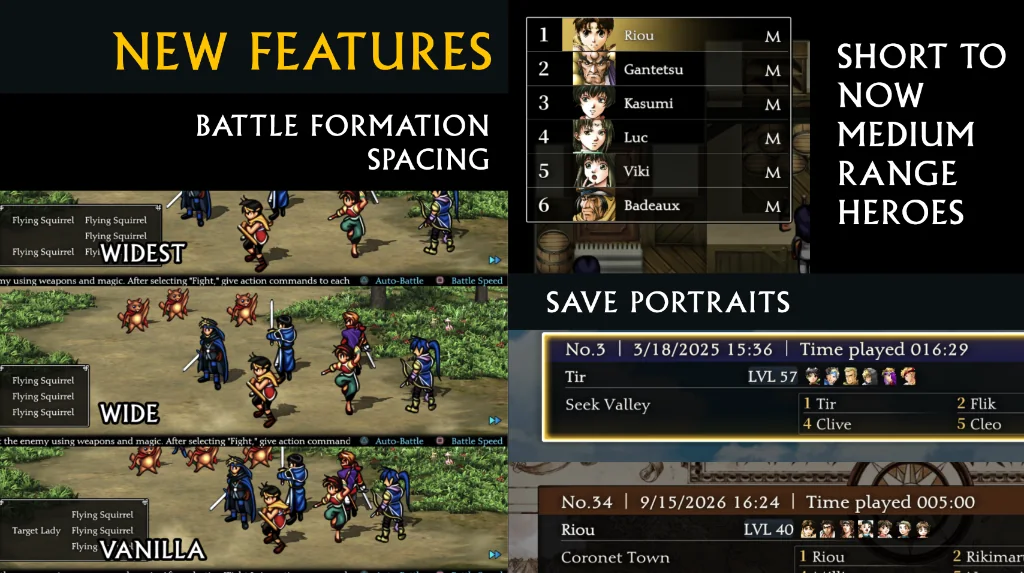 NEW FEATURES
BATTLE FORMATION
SPACING
Flying Squirrel Flying Squirrel
Flying Squirrel
Flying Squirrel
WIDEST
my using weapons and magic. After selecting "Fight," give action commands to each Auto-Battle Battle Speed
Flying Squirrel
Flying Squirrel
Flying Squirrel
WIDE
t the enemy using weapons and magic. After selecting "Fight," give action command Auto-Battle Battle Speed
Flying Squirrel
Target Lady Flying Squirrel
Flying
VANILLA
1 Riou M
2 Gantetsu M
3 Kasumi M
4 Luc M
5 Viki M
6 Badeaux M
SHORT TO
NOW
MEDIUM
RANGE
HEROES
SAVE PORTRAITS
No.3 | 3/18/2025 15:36 | Time played 016:29
Tir LVL 57
Seek Valley
1 Tir 2 Flik
4 Clive 5 Cleo
No.34 | 9/15/2026 16:24 | Time played 005:00
Riou LVL 40
Coronet Town
1 Riou 2 Rikimar